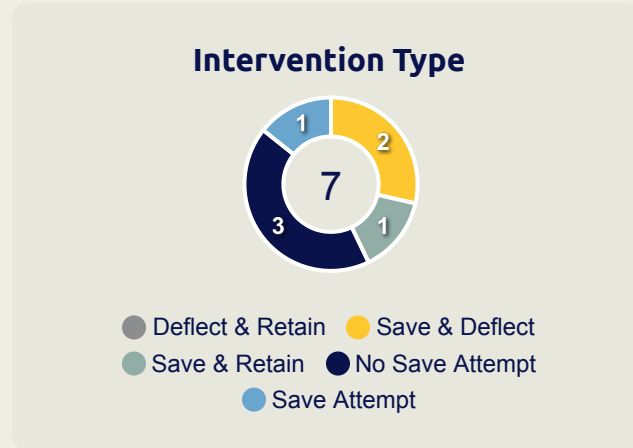 Intervention Type
1
2
7
3
1
Deflect & Retain
Save & Deflect
Save & Retain
No Save Attempt
Save Attempt